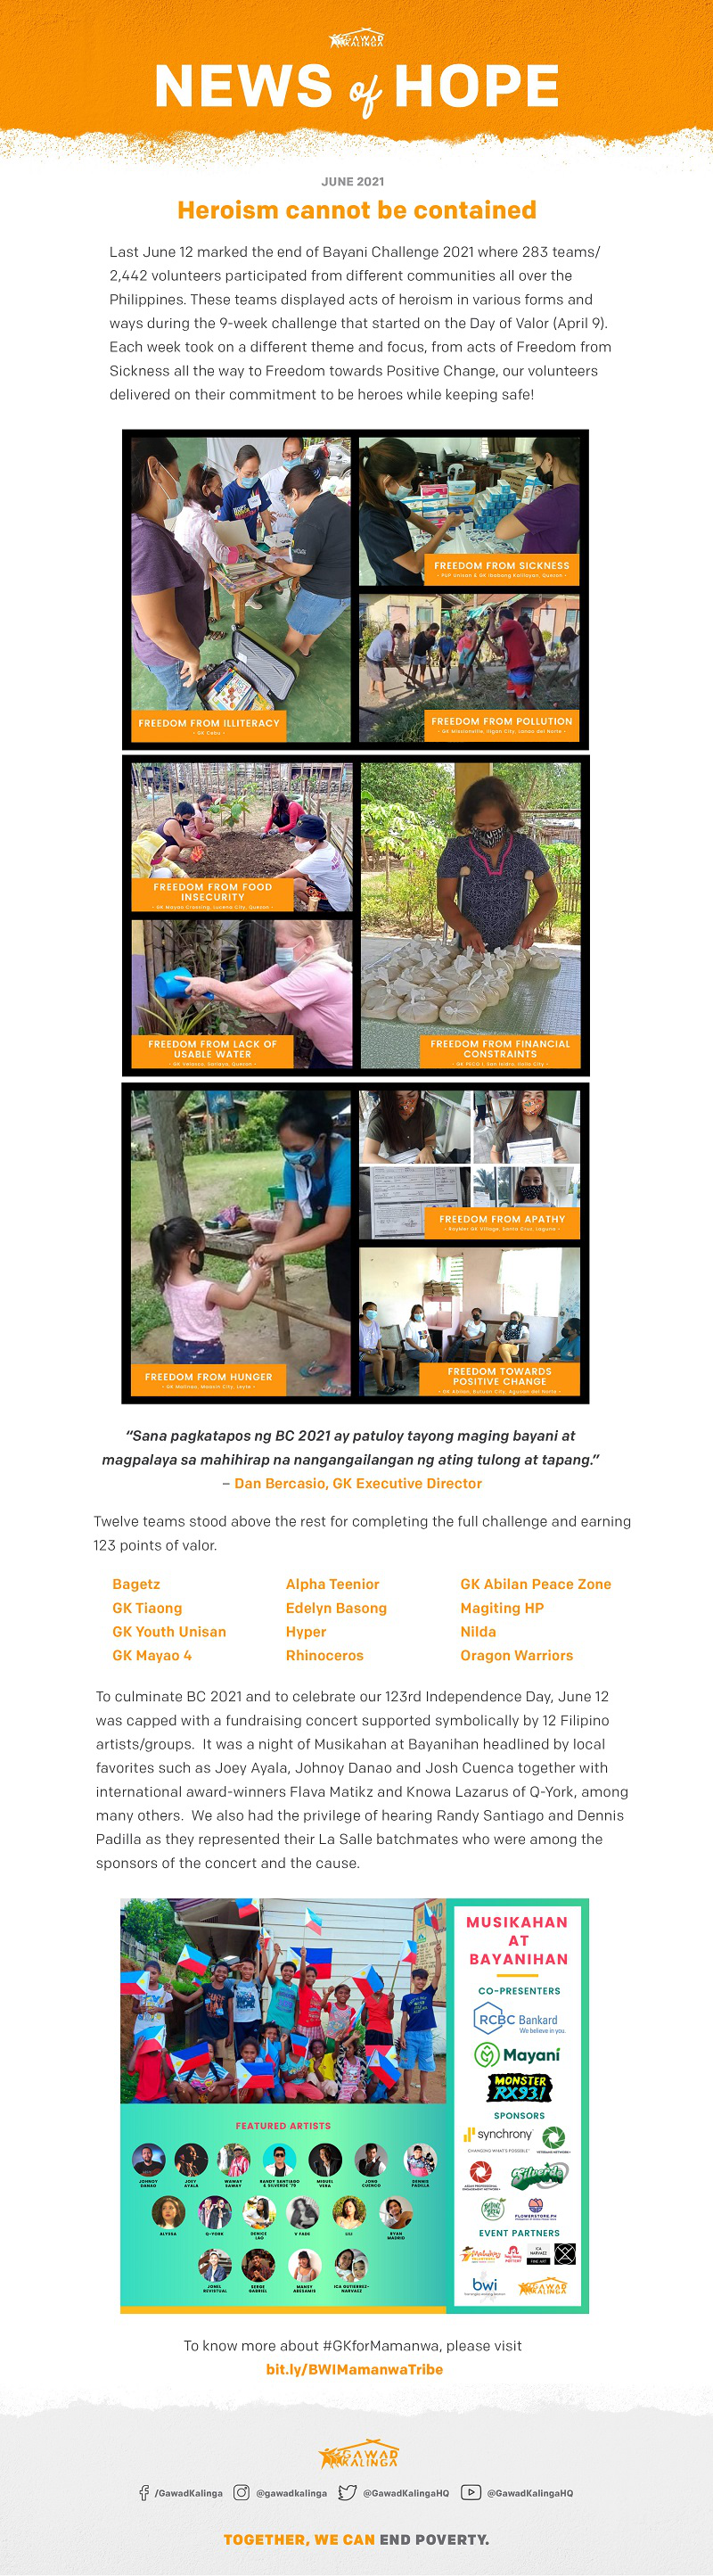 GAWAD
KALINGA
NEWS of HOPE
JUNE 2021
Heroism cannot be contained
Last June 12 marked the end of Bayani Challenge 2021 where 283 teams/
2,442 volunteers participated from different communities all over the
Philippines. These teams displayed acts of heroism in various forms and
ways during the 9-week challenge that started on the Day of Valor (April 9).
Each week took on a different theme and focus, from acts of Freedom from
Sickness all the way to Freedom towards Positive Change, our volunteers
delivered on their commitment to be heroes while keeping safe!
FREEDOM FROM ILLITERACY
- GK Cebu -
FREEDOM FROM SICKNESS
FREEDOM FROM POLLUTION
- GK Missionville, Iligan City, Lanao del Norte -
FREEDOM FROM FOOD
INSECURITY
- GK Mayao Crossing, Lucena City, Quezon -
FREEDOM FROM LACK OF
USABLE WATER
- GK Velasco, Sariaya, Quezon -
FREEDOM FROM FINANCIAL
CONSTRAINTS
- GK PECO I, San Isidro, Iloilo City -
FREEDOM FROM HUNGER
- GK Molinea, Maasin City, Leyte -
FREEDOM FROM APATHY
FREEDOM TOWARDS
POSITIVE CHANGE
- GK Abilan, Butuan City, Agusan del Norte -
“Sana pagkatapos ng BC 2021 ay patuloy tayong maging bayani at
magpalaya sa mahihirap na nangangailangan ng ating tulong at tapang.”
– Dan Bercasio, GK Executive Director
Twelve teams stood above the rest for completing the full challenge and earning
123 points of valor.
Bagetz Alpha Teenior GK Abilan Peace Zone
GK Tiaong Edelyn Basong Magiting HP
GK Youth Unisan Hyper Nilda
GK Mayao 4 Rhinoceros Oragon Warriors
To culminate BC 2021 and to celebrate our 123rd Independence Day, June 12
was capped with a fundraising concert supported symbolically by 12 Filipino
artists/groups.  It was a night of Musikahan at Bayanihan headlined by local
favorites such as Joey Ayala, Johnoy Danao and Josh Cuenca together with
international award-winners Flava Matikz and Knowa Lazarus of Q-York, among
many others.  We also had the privilege of hearing Randy Santiago and Dennis
Padilla as they represented their La Salle batchmates who were among the
sponsors of the concert and the cause.
MUSIKAHAN
AT
BAYANIHAN
CO-PRESENTERS
RCBC Bankard
We believe in you.
Mayani
MONSTER
RX93.1
SPONSORS
synchrony
CHANGING WHAT'S POSSIBLE
VETERANS NETWORK+
ASIAN PROFESSIONAL
ENGAGEMENT NETWORK+
FLOWERSTORE.PH
EVENT PARTNERS
bwi
GAWAD
KALINGA
FEATURED ARTISTS
JOHNOY
DANAO
JOEY
AYALA
WAWAY
SAWAY
RANDY SANTIAGO
& SILVERDE '79
MIGUEL
VERA
JONG
CUENCO
DENNIS
PADILLA
ALYSSA
Q-YORK
DENICE
LAO
V FADE
LILI
RYAN
MADRID
JONEL
REVISTUAL
SERGE
GABRIEL
MANDY
ABEGAMIE
ICA GUTIERREZ-
NARVAEZ
To know more about #GKforMamanwa, please visit
bit.ly/BWIMamanwaTribe
GAWAD
KALINGA
/GawadKalinga @gawadkalinga @GawadKalingaHQ @GawadKalingaHQ
TOGETHER, WE CAN END POVERTY.